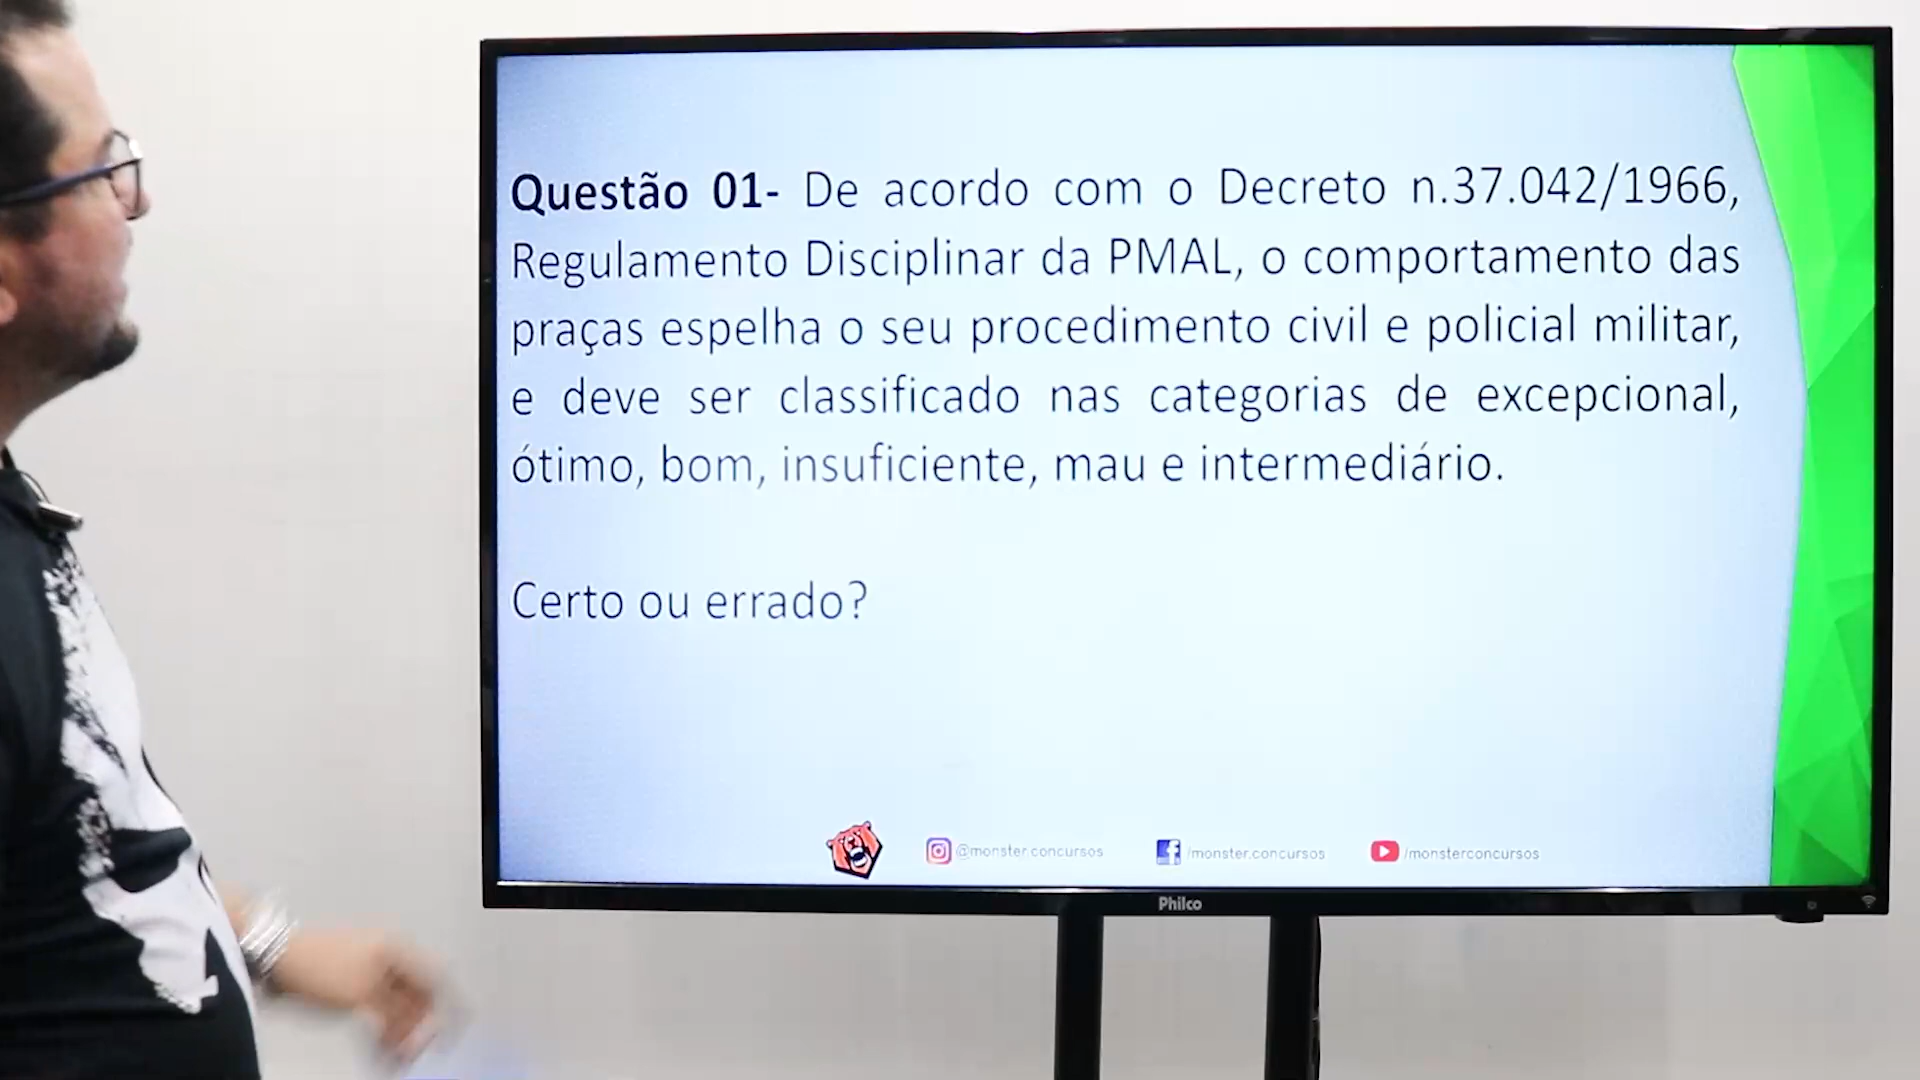 Questão 01- De acordo com o Decreto n.37.042/1966,
Regulamento Disciplinar da PMAL, o comportamento das
praças espelha o seu procedimento civil e policial militar,
e deve ser classificado nas categorias de excepcional,
ótimo, bom, insuficiente, mau e intermediário.
Certo ou errado?
@monster.concursos /monster.concursos /monsterconcursos
Philco